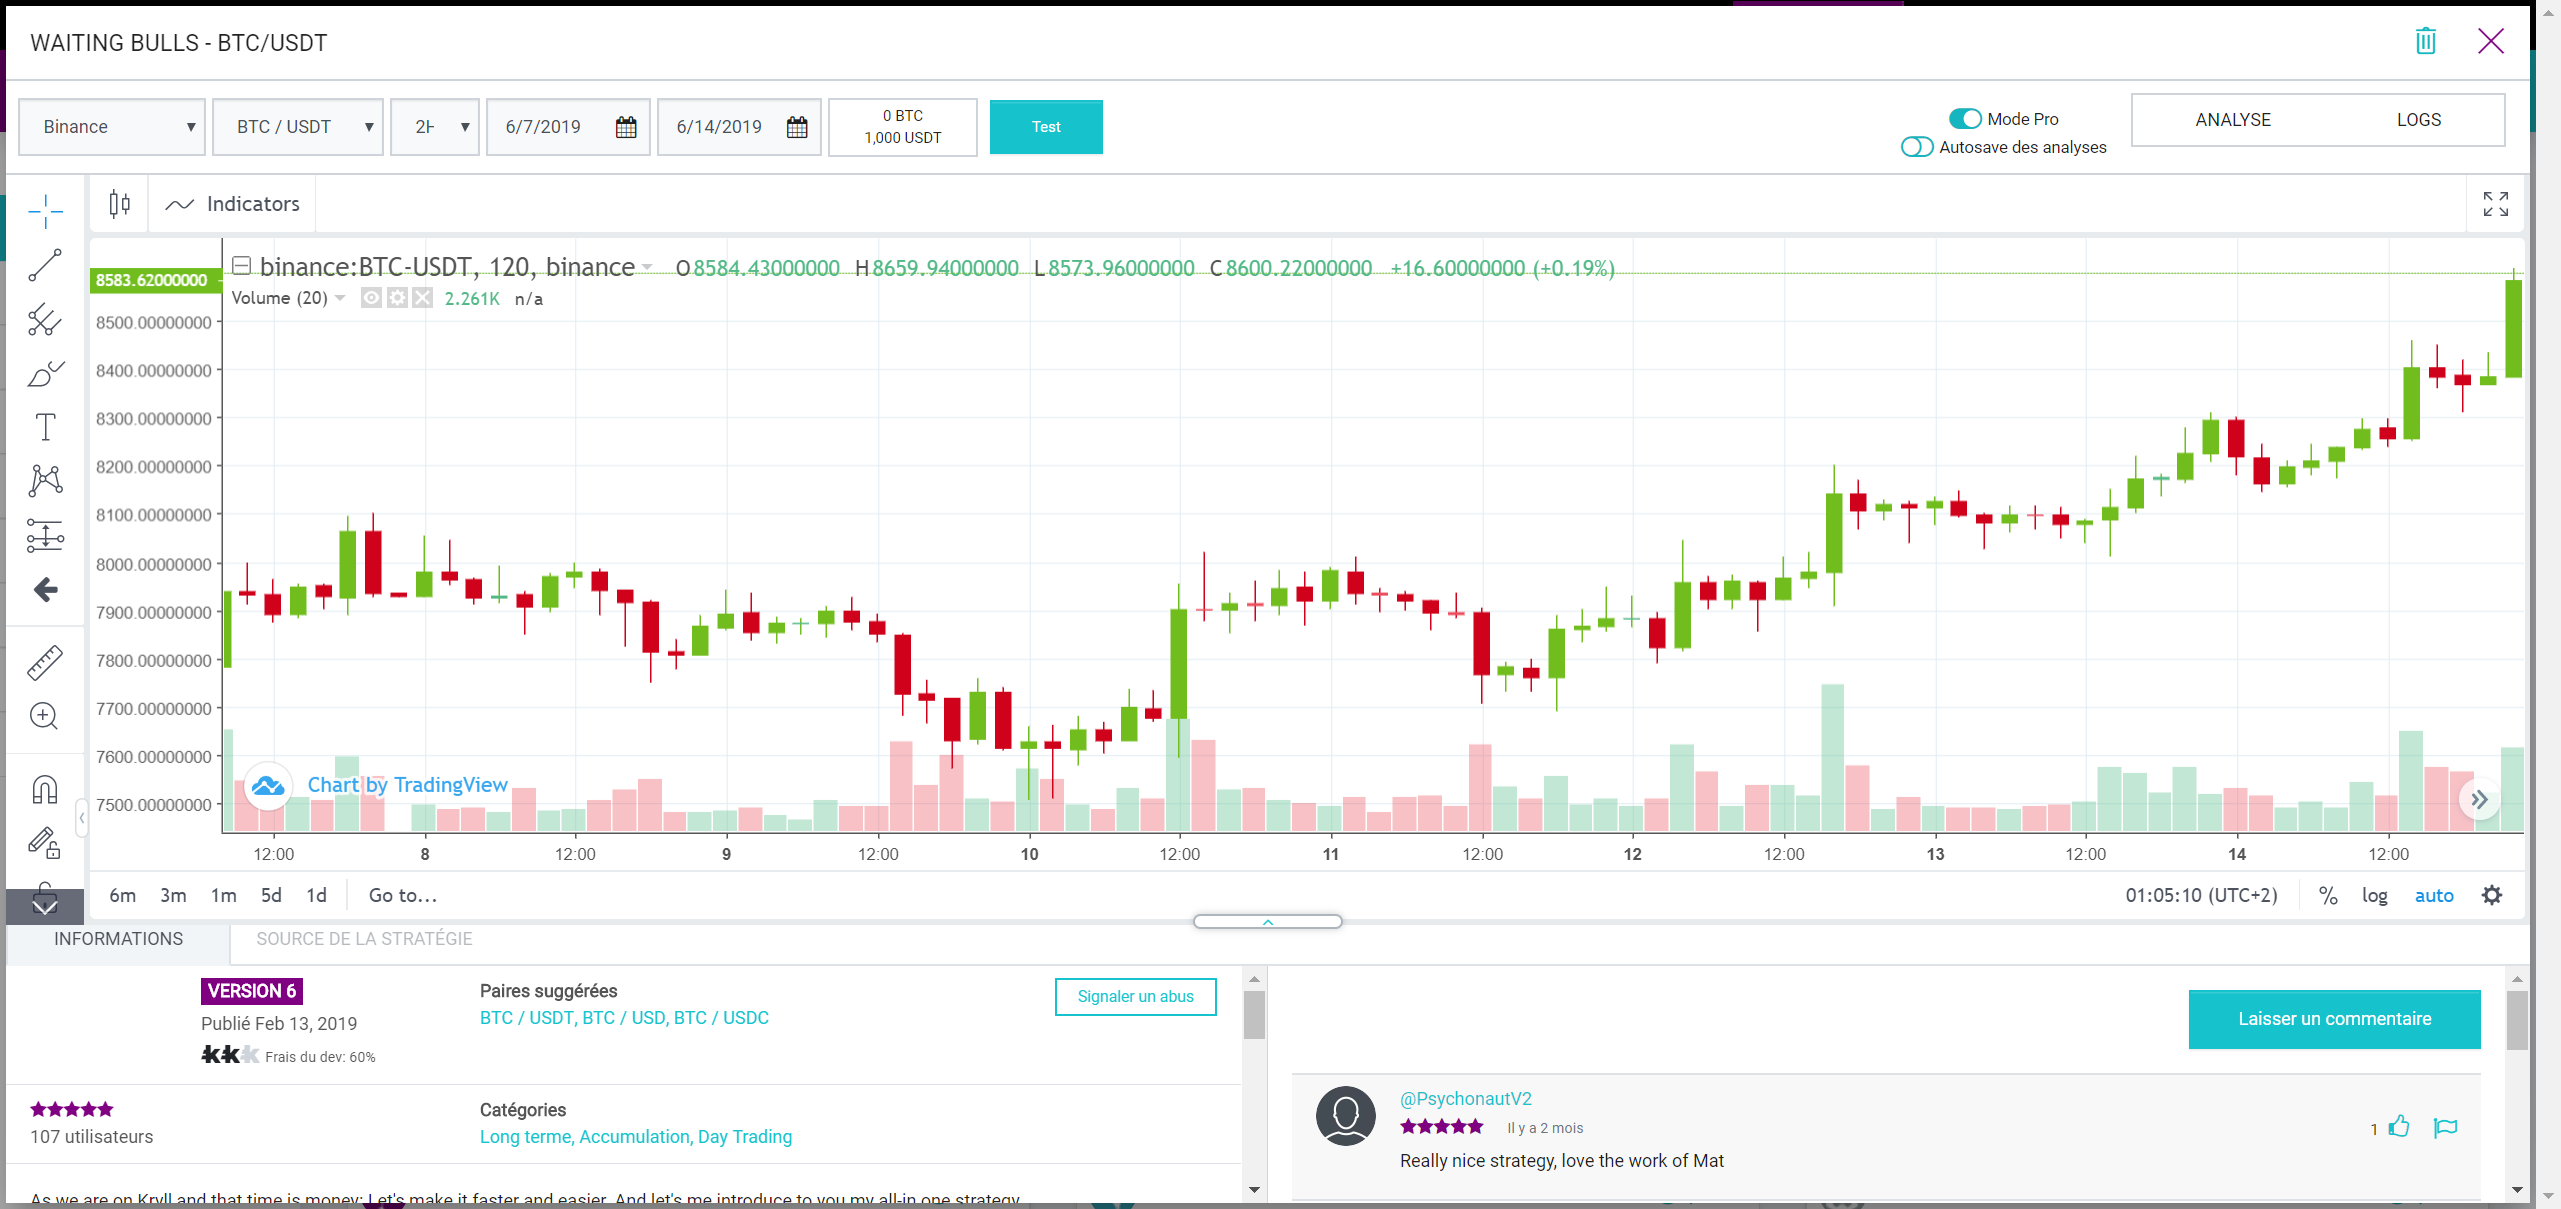 WAITING BULLS - BTC/USDT
Binance
BTC / USDT
2H
6/7/2019
6/14/2019
0 BTC
1,000 USDT
Test
Mode Pro
Autosave des analyses
ANALYSE
LOGS
Indicators
binance:BTC-USDT, 120, binance O8584.43000000 H8659.94000000 L8573.96000000 C8600.22000000 +16.60000000 (+0.19%)
Volume (20) 2.261K n/a
8583.62000000
8500.00000000
8400.00000000
8300.00000000
8200.00000000
8100.00000000
8000.00000000
7900.00000000
7800.00000000
7700.00000000
7600.00000000
7500.00000000
Chart by TradingView
12:00 8 12:00 9 12:00 10 12:00 11 12:00 12 12:00 13 12:00 14 12:00
6m 3m 1m 5d 1d Go to...
01:05:10 (UTC+2) % log auto
INFORMATIONS
SOURCE DE LA STRATÉGIE
VERSION 6
Publié Feb 13, 2019
Frais du dev: 60%
Paires suggérées
BTC / USDT, BTC / USD, BTC / USDC
Signaler un abus
107 utilisateurs
Catégories
Long terme, Accumulation, Day Trading
As we are on Kryll and that time is money: Let's make it faster and easier. And let's me introduce to you my all-in one strategy
Laisser un commentaire
@PsychonautV2
Il y a 2 mois
1
Really nice strategy, love the work of Mat